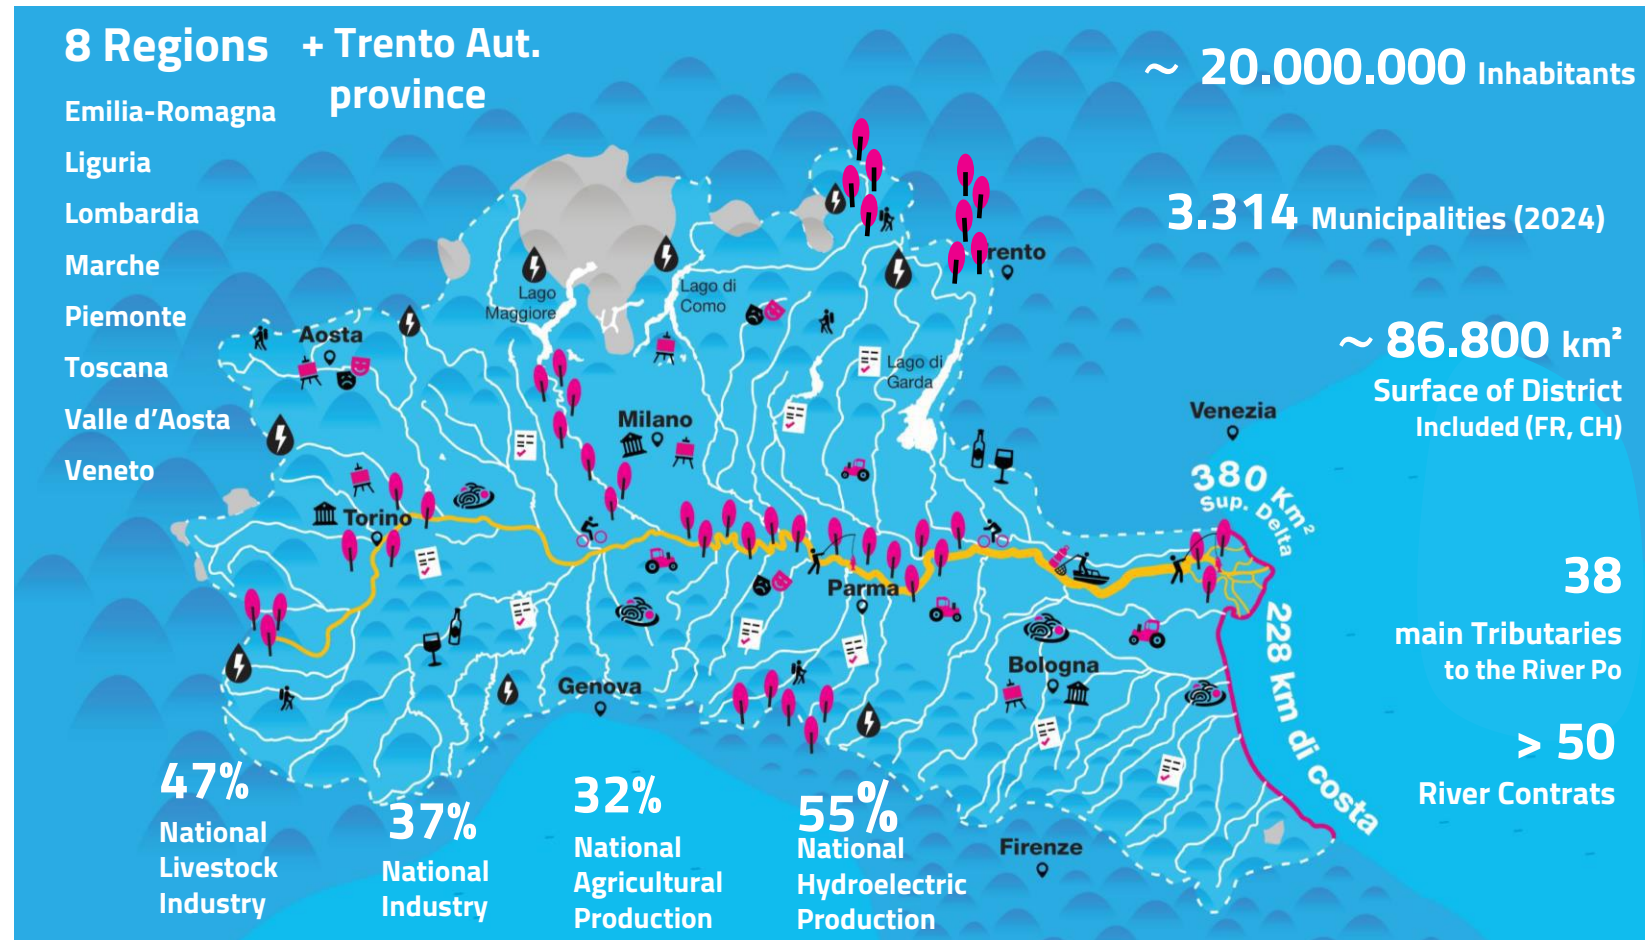 8 Regions + Trento Aut.
province
Emilia-Romagna
Liguria
Lombardia
Marche
Piemonte
Toscana
Valle d'Aosta
Veneto
~ 20.000.000 Inhabitants
3.314 Municipalities (2024)
~ 86.800 km²
Surface of District
Included (FR, CH)
38
main Tributaries
to the River Po
> 50
River Contrats
rento
Lago
Maggiore
Lago di
Como
Aosta
Lago di
Garda
Milano
Venezia
380 Km²
Sup. Delta
Torino
Parma
228 km di costa
Bologna
Genova
Firenze
47%
National
Livestock
Industry
37%
National
Industry
32%
National
Agricultural
Production
55%
National
Hydroelectric
Production